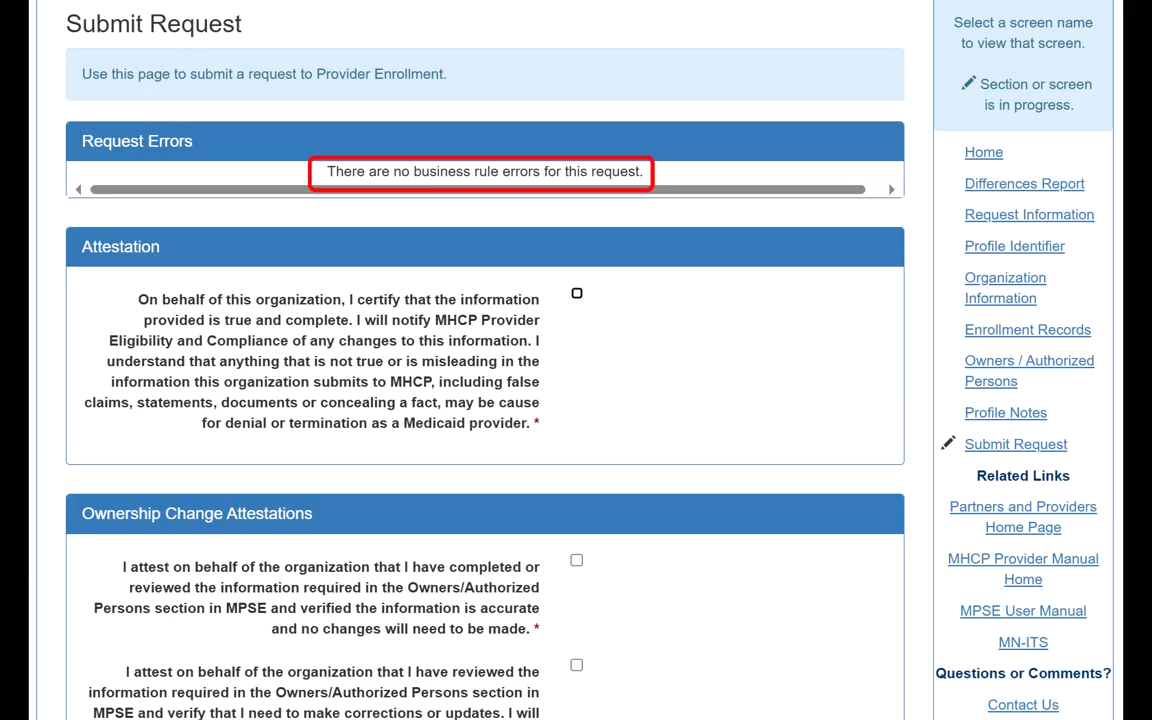 Submit Request
Use this page to submit a request to Provider Enrollment.
Request Errors
There are no business rule errors for this request.
Attestation
On behalf of this organization, I certify that the information
provided is true and complete. I will notify MHCP Provider
Eligibility and Compliance of any changes to this information. I
understand that anything that is not true or is misleading in the
information this organization submits to MHCP, including false
claims, statements, documents or concealing a fact, may be cause
for denial or termination as a Medicaid provider. *
Ownership Change Attestations
I attest on behalf of the organization that I have completed or
reviewed the information required in the Owners/Authorized
Persons section in MPSE and verified the information is accurate
and no changes will need to be made. *
I attest on behalf of the organization that I have reviewed the
information required in the Owners/Authorized Persons section in
MPSE and verify that I need to make corrections or updates. I will
Select a screen name
to view that screen.
Section or screen
is in progress.
Home
Differences Report
Request Information
Profile Identifier
Organization
Information
Enrollment Records
Owners / Authorized
Persons
Profile Notes
Submit Request
Related Links
Partners and Providers
Home Page
MHCP Provider Manual
Home
MPSE User Manual
MN-ITS
Questions or Comments?
Contact Us